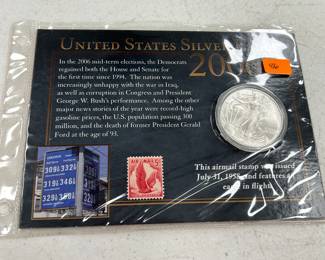 UNITED STATES SILVER
In the 2006 mid-term elections, the Democrats
regained both the House and Senate for
the first time since 1994. The nation was
increasingly unhappy with the war in Iraq,
as well as corruption in Congress and President
George W. Bush's performance. Among the other
major news stories of the year were record-high
gasoline prices, the U.S. population passing 300
million, and the death of former President Gerald
Ford at the age of 93.
This airmail stamp was issued
July 31, 1958, and features an
eagle in flight.